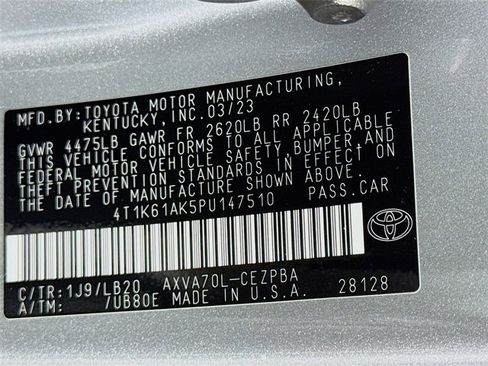 MFD.BY:TOYOTA MOTOR MANUFACTURING,
KENTUCKY,INC.03/23
GVWR 4475LB GAWR FR 2620LB RR 2420LB
THIS VEHICLE CONFORMS TO ALL APPLICABLE
FEDERAL MOTOR VEHICLE SAFETY,BUMPER,AND
THEFT PREVENTION STANDARDS IN EFFECT ON
THE DATE OF MANUFACTURE SHOWN ABOVE.
4T1K61AK5PU147510 PASS.CAR
C/TR:1J9/LB20 AXVA70L-CEZPBA
A/TM: /UB80E MADE IN U.S.A. 28128